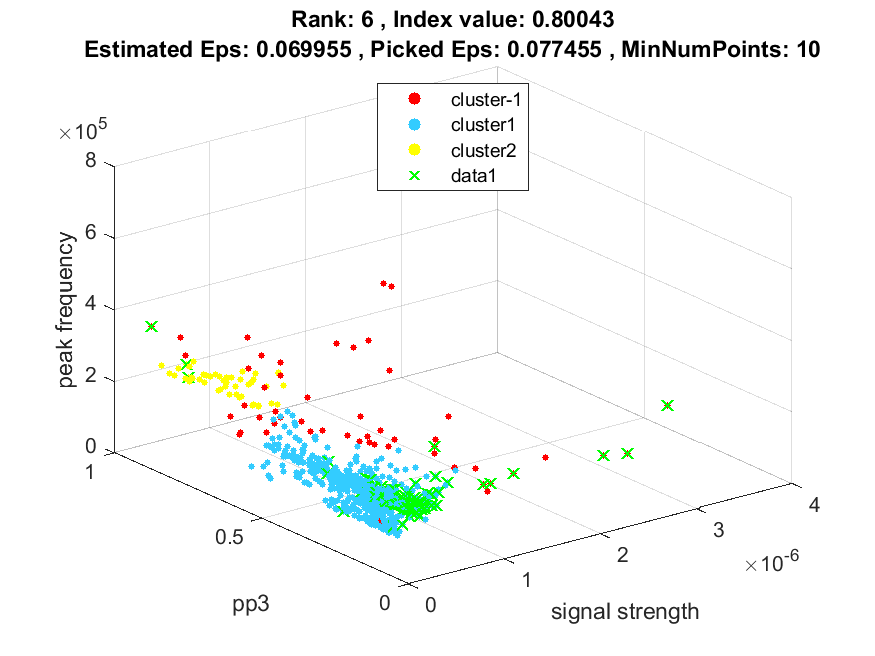 Rank: 6 , Index value: 0.80043
Estimated Eps: 0.069955 , Picked Eps: 0.077455 , MinNumPoints: 10
cluster-1
cluster1
cluster2
data1
×10^5
8
6
4
2
0
peak frequency
1
0.5
0
pp3
0
1
2
3
4
×10^-6
signal strength